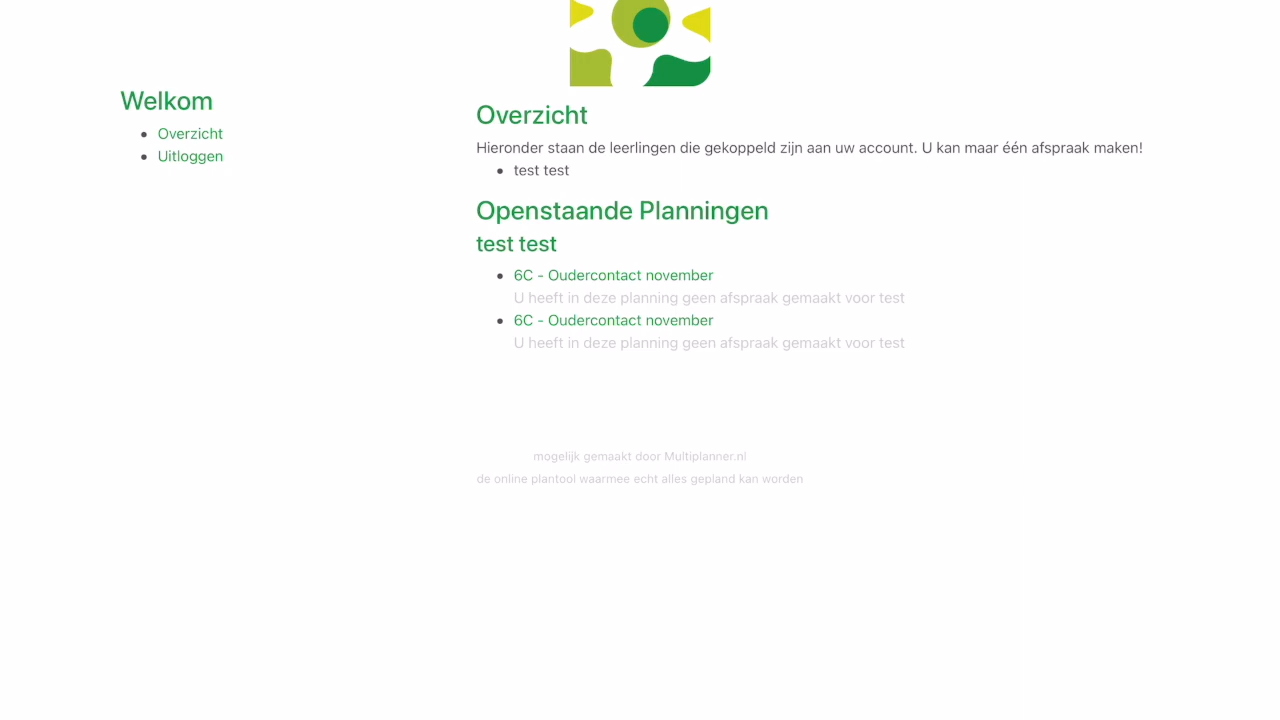 Welkom
Overzicht
Uitloggen
Overzicht
Hieronder staan de leerlingen die gekoppeld zijn aan uw account. U kan maar één afspraak maken!
test test
Openstaande Planningen
test test
6C - Oudercontact november
U heeft in deze planning geen afspraak gemaakt voor test
6C - Oudercontact november
U heeft in deze planning geen afspraak gemaakt voor test
mogelijk gemaakt door Multiplanner.nl
de online plantool waarmee echt alles gepland kan worden